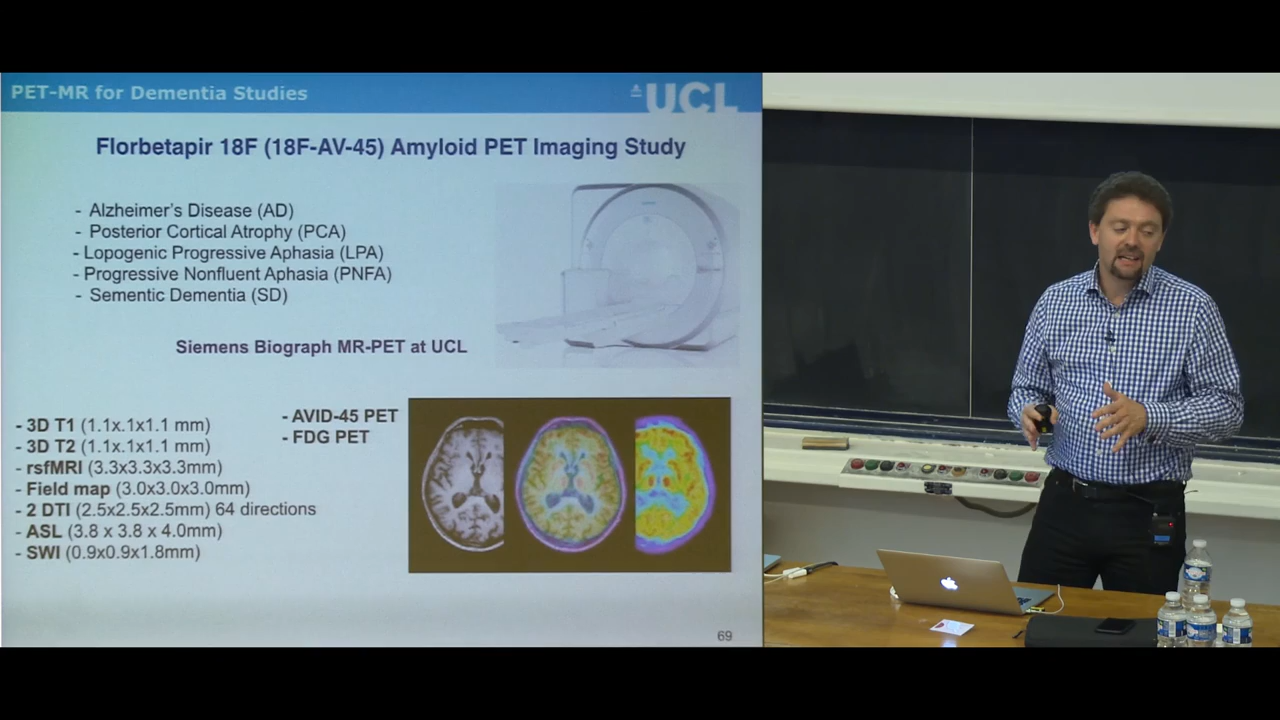 PET-MR for Dementia Studies
UCL
Florbetapir 18F (18F-AV-45) Amyloid PET Imaging Study
- Alzheimer's Disease (AD)
- Posterior Cortical Atrophy (PCA)
- Lopogenic Progressive Aphasia (LPA)
- Progressive Nonfluent Aphasia (PNFA)
- Sementic Dementia (SD)
Siemens Biograph MR-PET at UCL
- 3D T1 (1.1x.1x1.1 mm)
- 3D T2 (1.1x.1x1.1 mm)
- rsfMRI (3.3x3.3x3.3mm)
- Field map (3.0x3.0x3.0mm)
- 2 DTI (2.5x2.5x2.5mm) 64 directions
- ASL (3.8 x 3.8 x 4.0mm)
- SWI (0.9x0.9x1.8mm)
- AVID-45 PET
- FDG PET
69